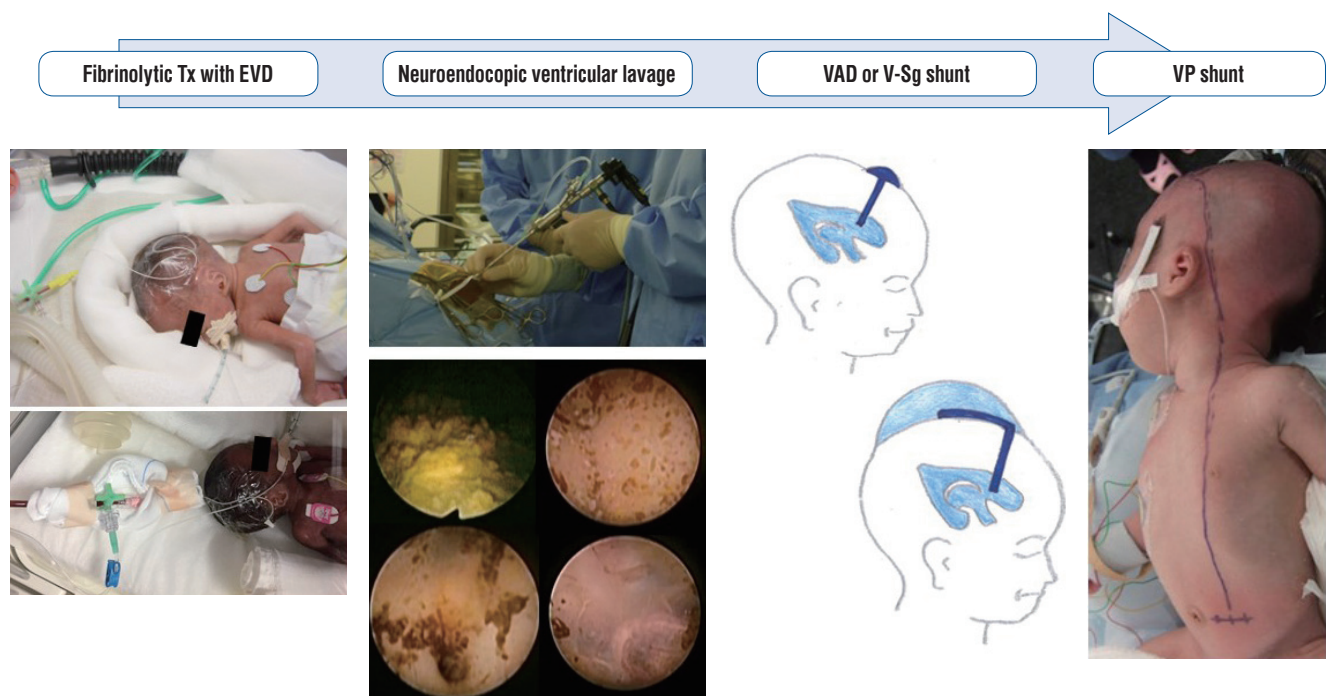 Fibrinolytic Tx with EVD
Neuroendocopic ventricular lavage
VAD or V-Sg shunt
VP shunt